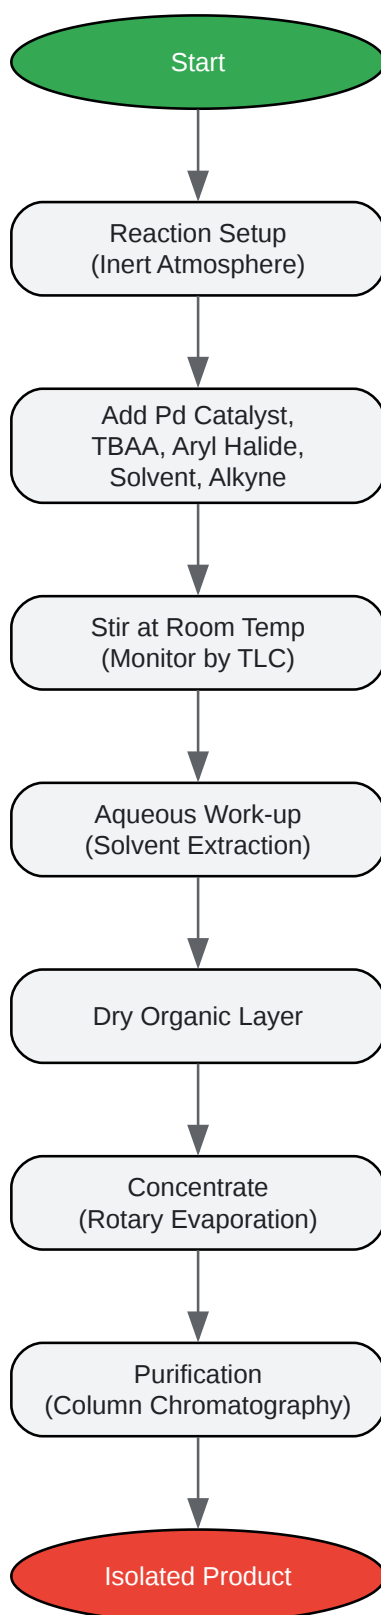 Start
Reaction Setup
(Inert Atmosphere)
Add Pd Catalyst,
TBAA, Aryl Halide,
Solvent, Alkyne
Stir at Room Temp
(Monitor by TLC)
Aqueous Work-up
(Solvent Extraction)
Dry Organic Layer
Concentrate
(Rotary Evaporation)
Purification
(Column Chromatography)
Isolated Product